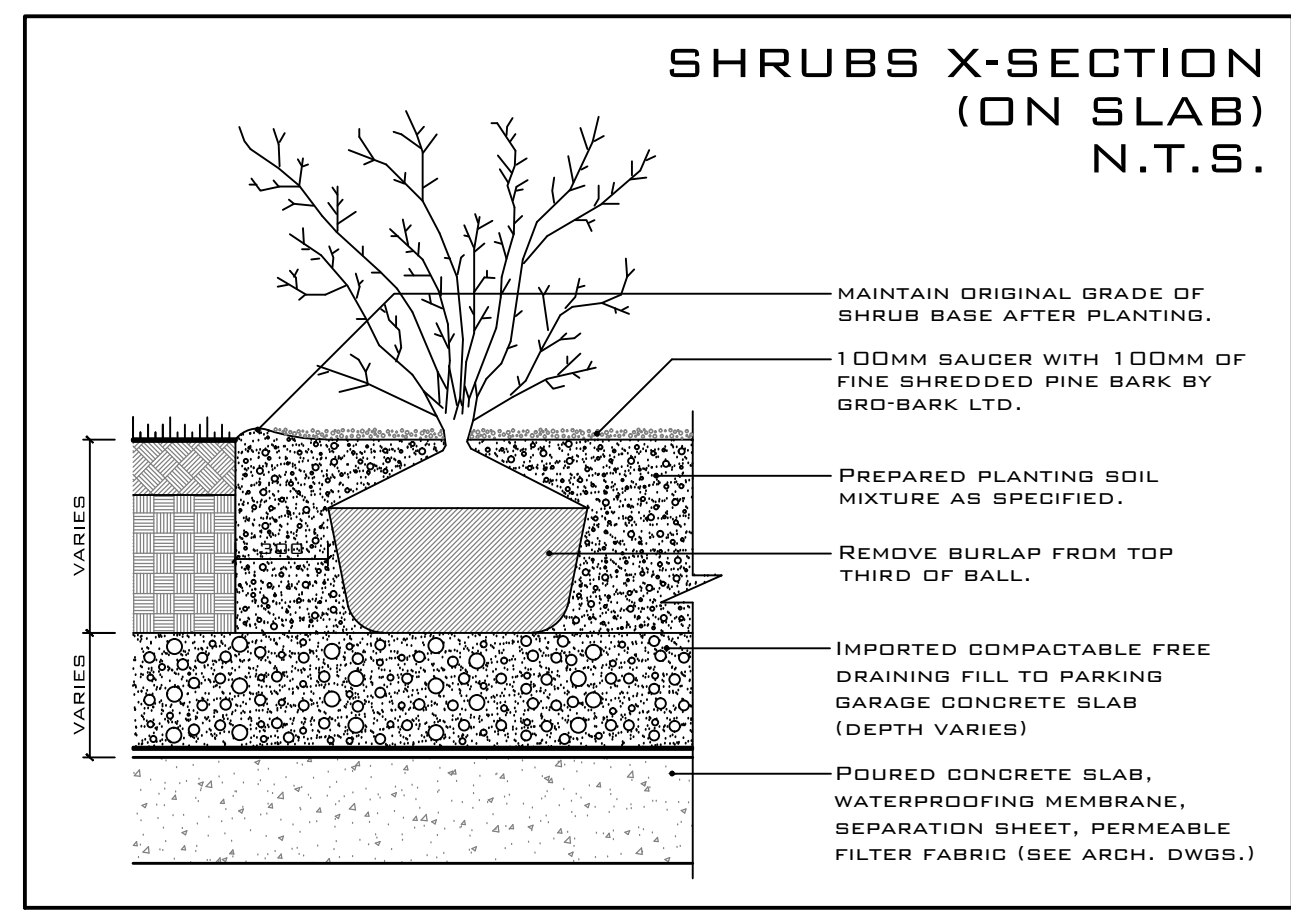 SHRUBS X-SECTION
(ON SLAB)
N.T.S.
MAINTAIN ORIGINAL GRADE OF
SHRUB BASE AFTER PLANTING.
100MM SAUCER WITH 100MM OF
FINE SHREDDED PINE BARK BY
GRO-BARK LTD.
PREPARED PLANTING SOIL
MIXTURE AS SPECIFIED.
REMOVE BURLAP FROM TOP
THIRD OF BALL.
IMPORTED COMPACTABLE FREE
DRAINING FILL TO PARKING
GARAGE CONCRETE SLAB
(DEPTH VARIES)
POURED CONCRETE SLAB,
WATERPROOFING MEMBRANE,
SEPARATION SHEET, PERMEABLE
FILTER FABRIC (SEE ARCH. DWGS.)
VARIES
300
VARIES